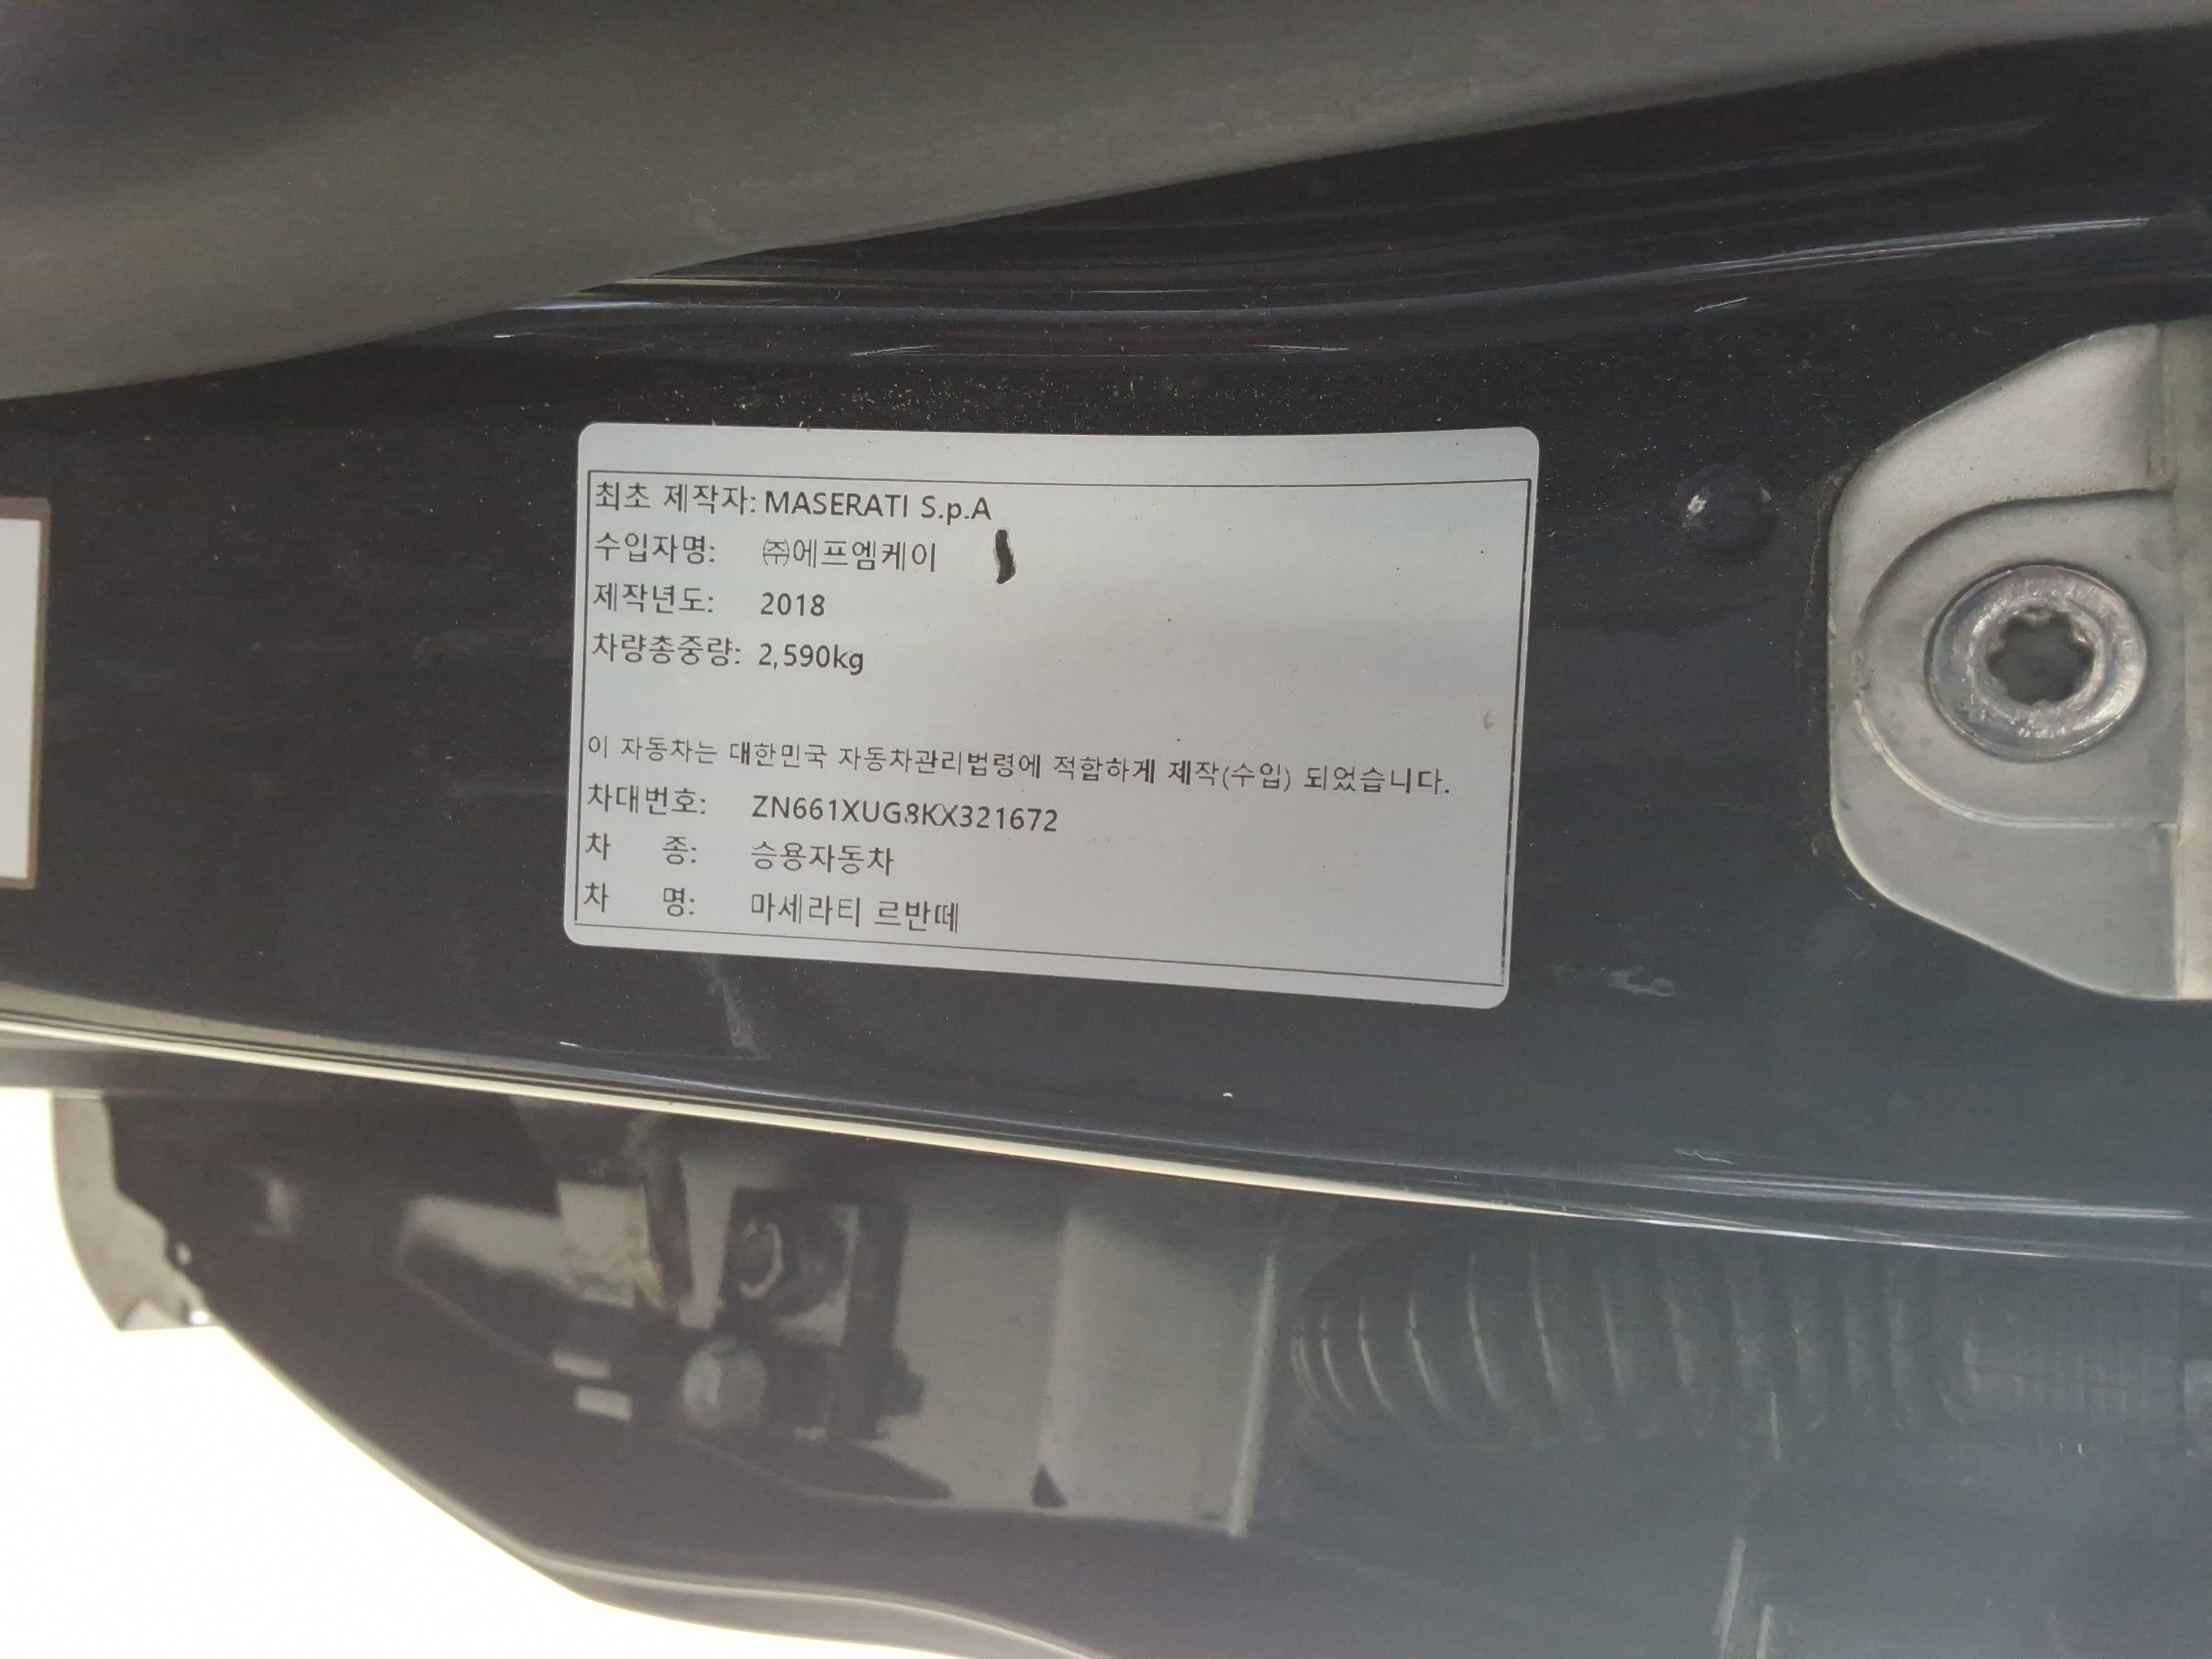 최초 제작자: MASERATI S.p.A
수입자명: ㈜에프엠케이
제작년도: 2018
차량총중량: 2,590kg
이 자동차는 대한민국 자동차관리법령에 적합하게 제작(수입) 되었습니다.
차대번호: ZN661XUG8KX321672
차 종: 승용자동차
차 명: 마세라티 르반떼